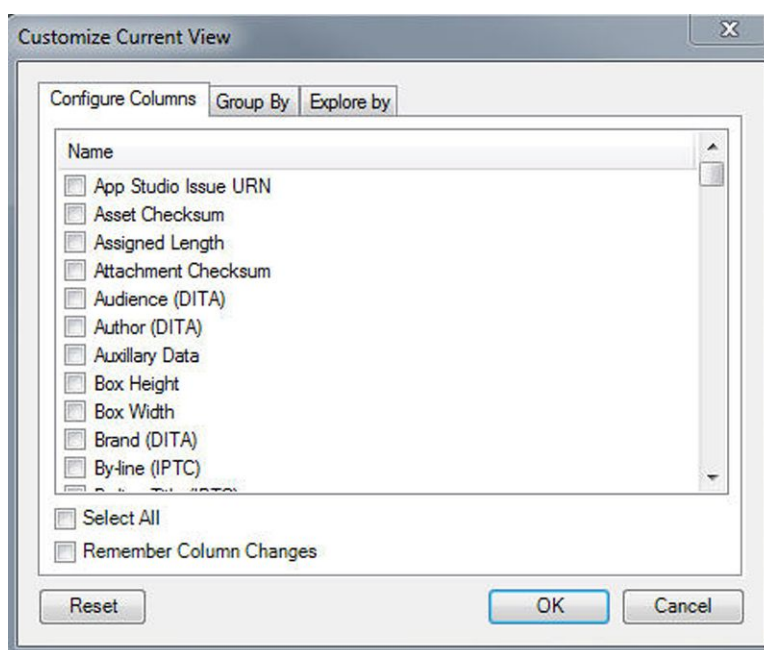 Customize Current View
Configure Columns Group By Explore by
Name
App Studio Issue URN
Asset Checksum
Assigned Length
Attachment Checksum
Audience (DITA)
Author (DITA)
Auxillary Data
Box Height
Box Width
Brand (DITA)
By-line (IPTC)
Select All
Remember Column Changes
Reset OK Cancel